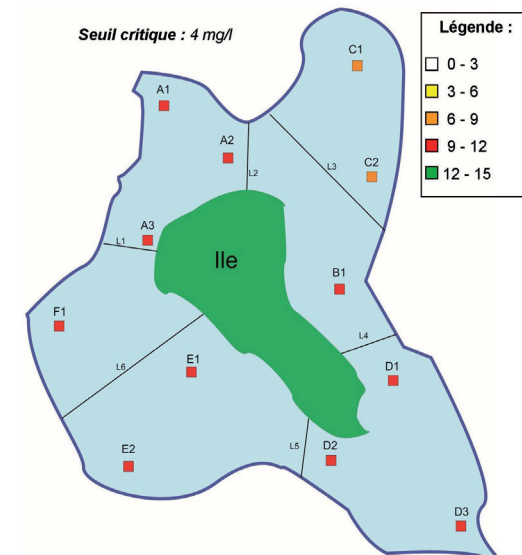 Seuil critique : 4 mg/l
Légende :
0 - 3
3 - 6
6 - 9
9 - 12
12 - 15
C1
A1
A2
L2
L3
C2
A3
L1
Ile
B1
F1
L4
L6
E1
D1
E2
L5
D2
D3